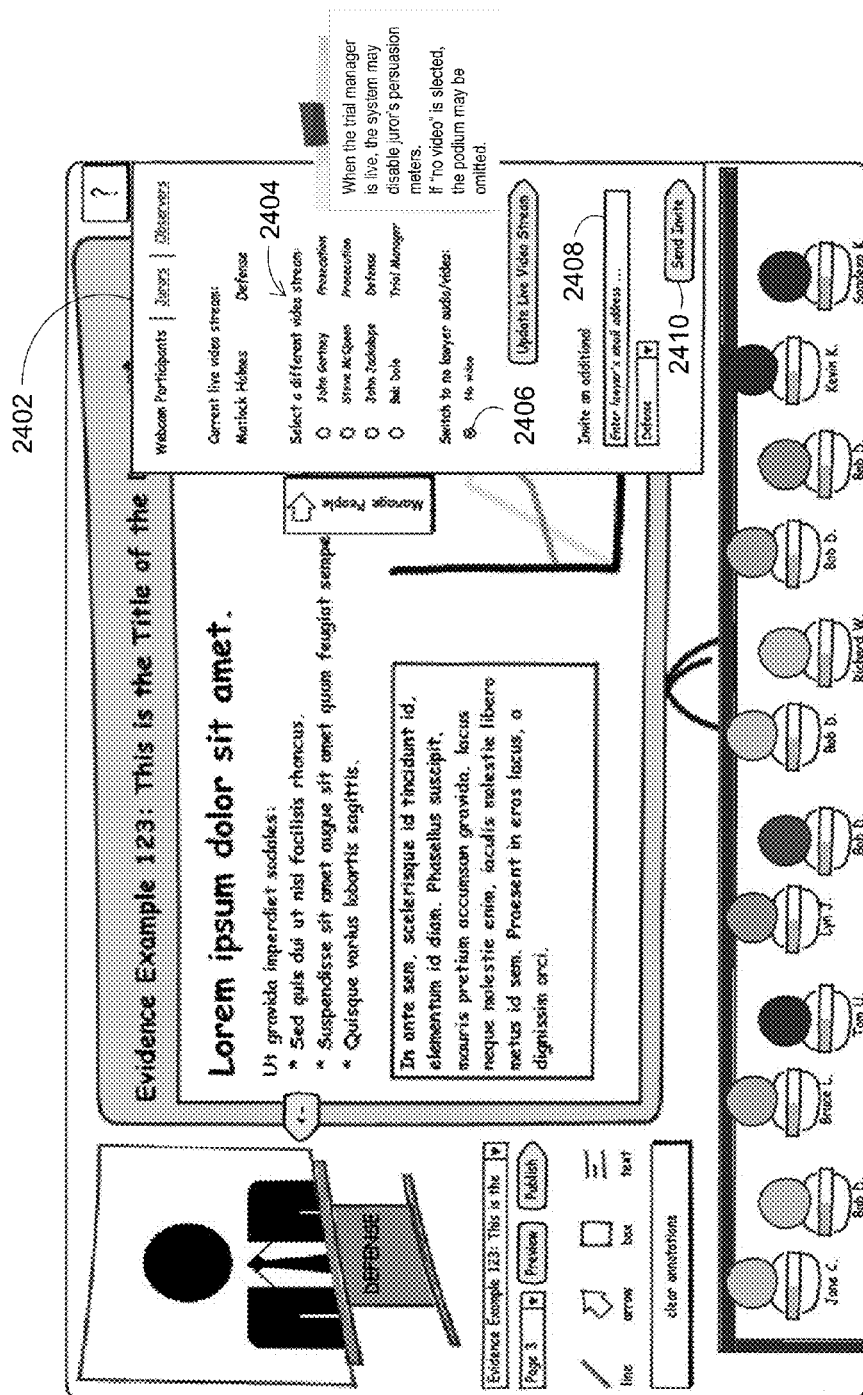 2402
?
Evidence Example 123: This is the Title of the
Webcam Participants | Jurors | Observers
Current live video stream:
Matlock Holmes Defense
2404
Select a different video stream:
John Gertney Prosecution
Steve McQueen Prosecution
John Zackalope Defense
Bob Dole Trial Manager
Switch to no lawyer audio/video:
No video
2406
Update Live Video Stream
Invite an additional
2408
Enter lawyer's email address ...
Defense
2410
Send Invite
When the trial manager
is live, the system may
disable juror's persuasion
meters.
If "no video" is slected,
the podium may be
omitted.
Manage People
Lorem ipsum dolor sit amet.
Ut gravida imperdiet sodales:
* Sed quis dui ut nisl facilisis rhoncus.
* Suspendisse sit amet augue sit amet quam feugiat sempe
* Quisque varius lobortis sagittis.
In ante sem, scelerisque id tincidunt id,
elementum id diam. Phasellus suscipit,
mauris pretium accumsan gravida, lacus
neque molestie enim, iaculis molestie libero
metus id sem. Praesent in eros lacus, a
dignissim orci.
DEFENSE
Evidence Example 123: This is the
Page 3 Preview Publish
line arrow box text
clear annotations
Jane C. Bob D. Bruce L. Tom U. Lyn J. Bob D. Bob D. Richard W. Bob D. Bob D. Kevin K. Sandera K.